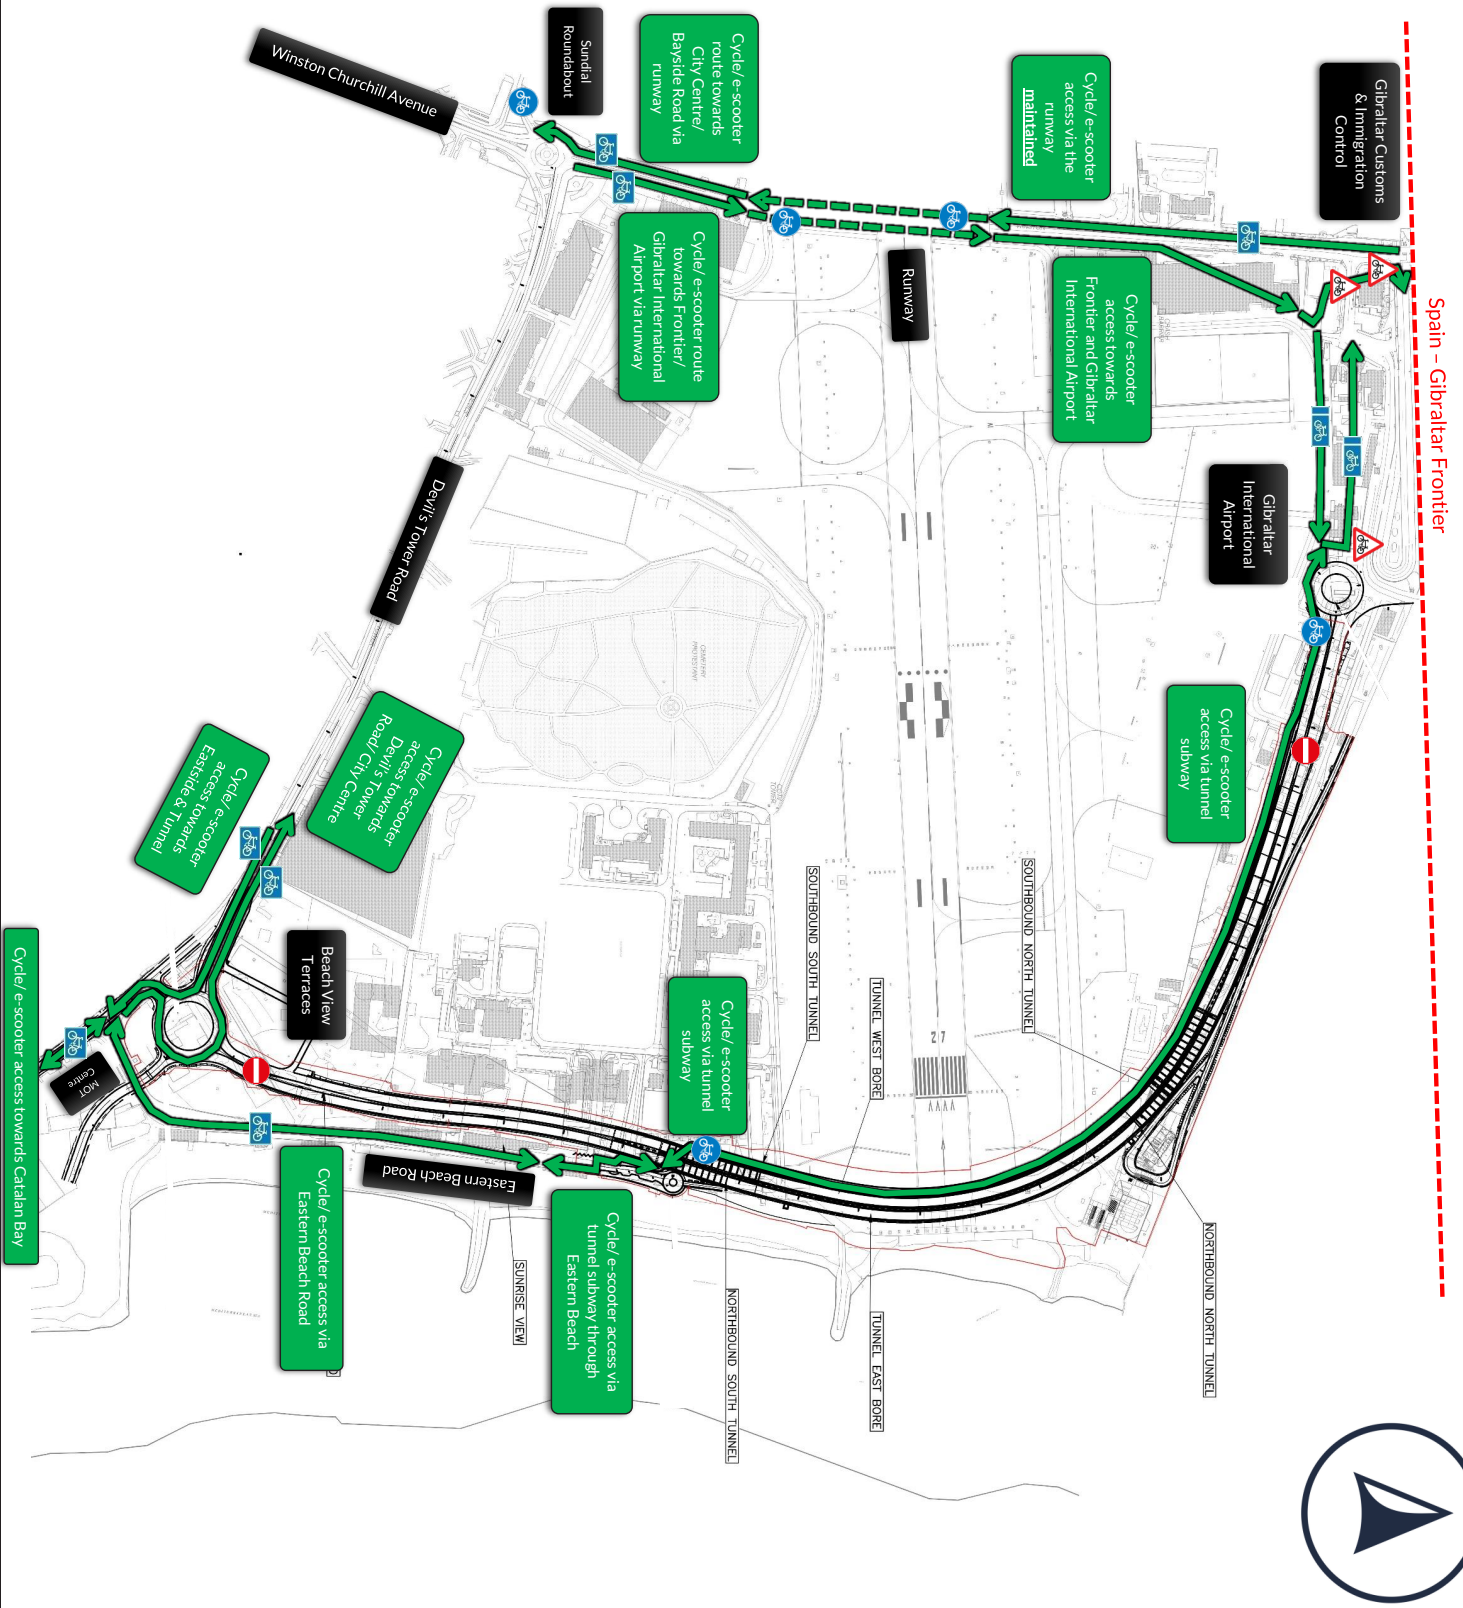 Spain – Gibraltar Frontier
Gibraltar Customs
& Immigration
Control
Cycle/ e-scooter
access via the
runway
maintained
Cycle/ e-scooter
route towards
City Centre/
Bayside Road via
runway
Sundial
Roundabout
Winston Churchill Avenue
Cycle/ e-scooter
access towards
Frontier and Gibraltar
International Airport
Runway
Cycle/ e-scooter route
towards Frontier/
Gibraltar International
Airport via runway
Gibraltar
International
Airport
Devil's Tower Road
CEMETERY
PROTESTANT
Cycle/ e-scooter
access via tunnel
subway
Cycle/ e-scooter
access towards
Devil's Tower
Road/ City Centre
Cycle/ e-scooter
access towards
Eastside & Tunnel
27
SOUTHBOUND NORTH TUNNEL
TUNNEL WEST BORE
SOUTHBOUND SOUTH TUNNEL
Cycle/ e-scooter
access via tunnel
subway
Beach View
Terraces
MOT
Centre
Cycle/ e-scooter access towards Catalan Bay
Eastern Beach Road
Cycle/ e-scooter access via
Eastern Beach Road
Cycle/ e-scooter access via
tunnel subway through
Eastern Beach
SUNRISE VIEW
NORTHBOUND NORTH TUNNEL
TUNNEL EAST BORE
NORTHBOUND SOUTH TUNNEL